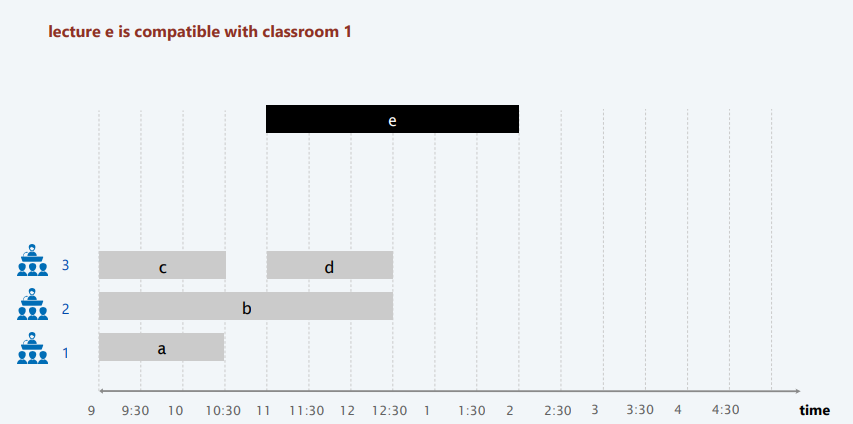 lecture e is compatible with classroom 1
e
3 c d
2 b
1 a
9 9:30 10 10:30 11 11:30 12 12:30 1 1:30 2 2:30 3 3:30 4 4:30 time